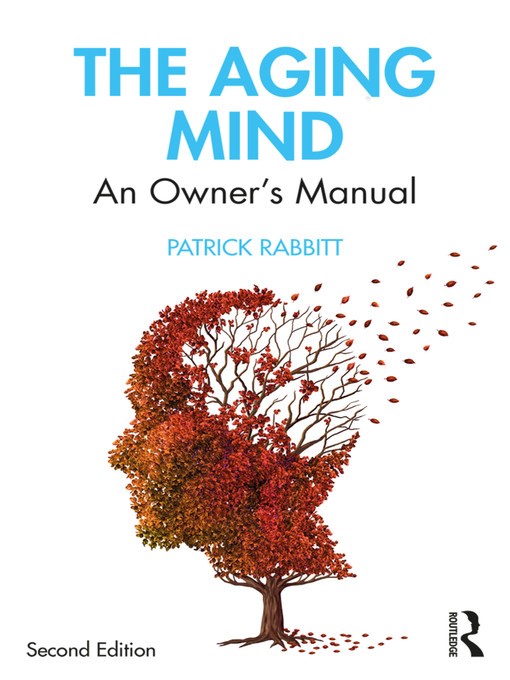 THE AGING
MIND
An Owner's Manual
PATRICK RABBITT
Second Edition
ROUTLEDGE